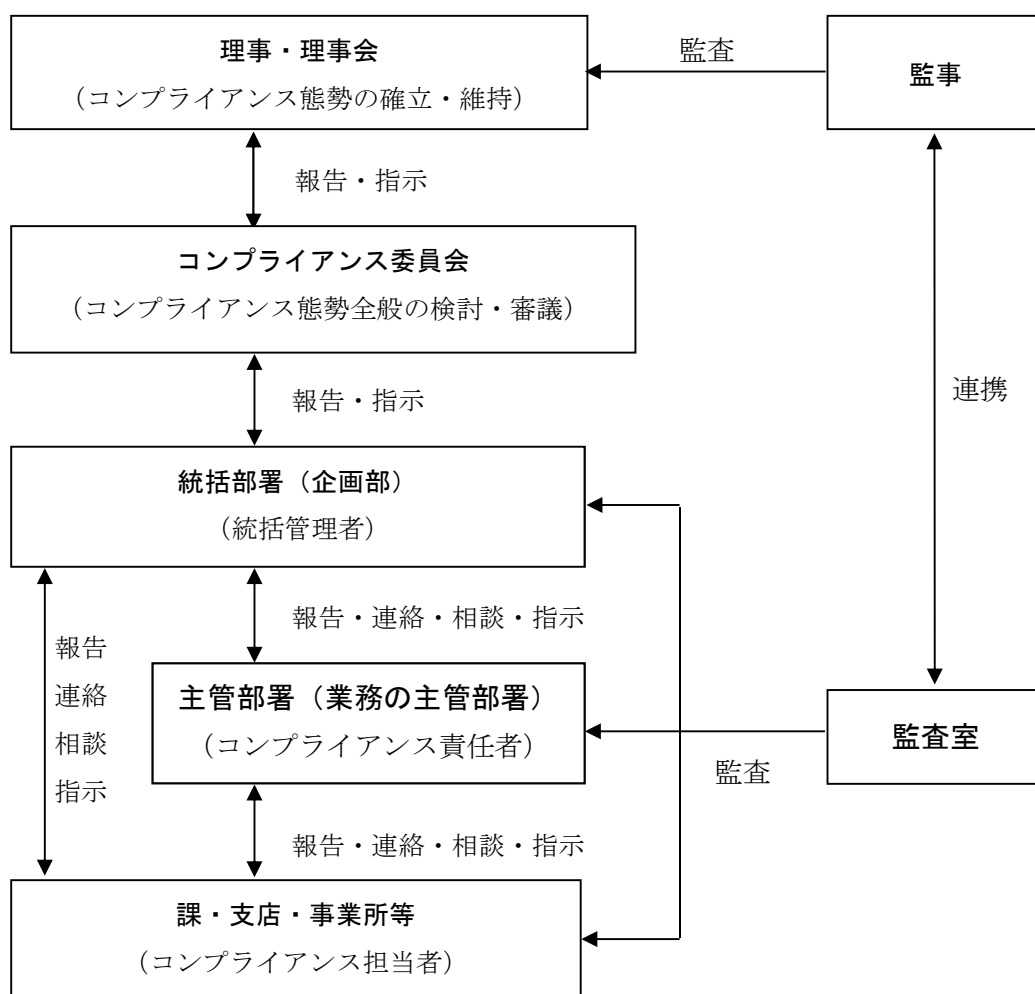 理事・理事会
（コンプライアンス態勢の確立・維持）
監査
監事
報告・指示
コンプライアンス委員会
（コンプライアンス態勢全般の検討・審議）
報告・指示
連携
統括部署（企画部）
（統括管理者）
報告・連絡・相談・指示
報告
連絡
相談
指示
主管部署（業務の主管部署）
（コンプライアンス責任者）
監査
監査室
報告・連絡・相談・指示
課・支店・事業所等
（コンプライアンス担当者）